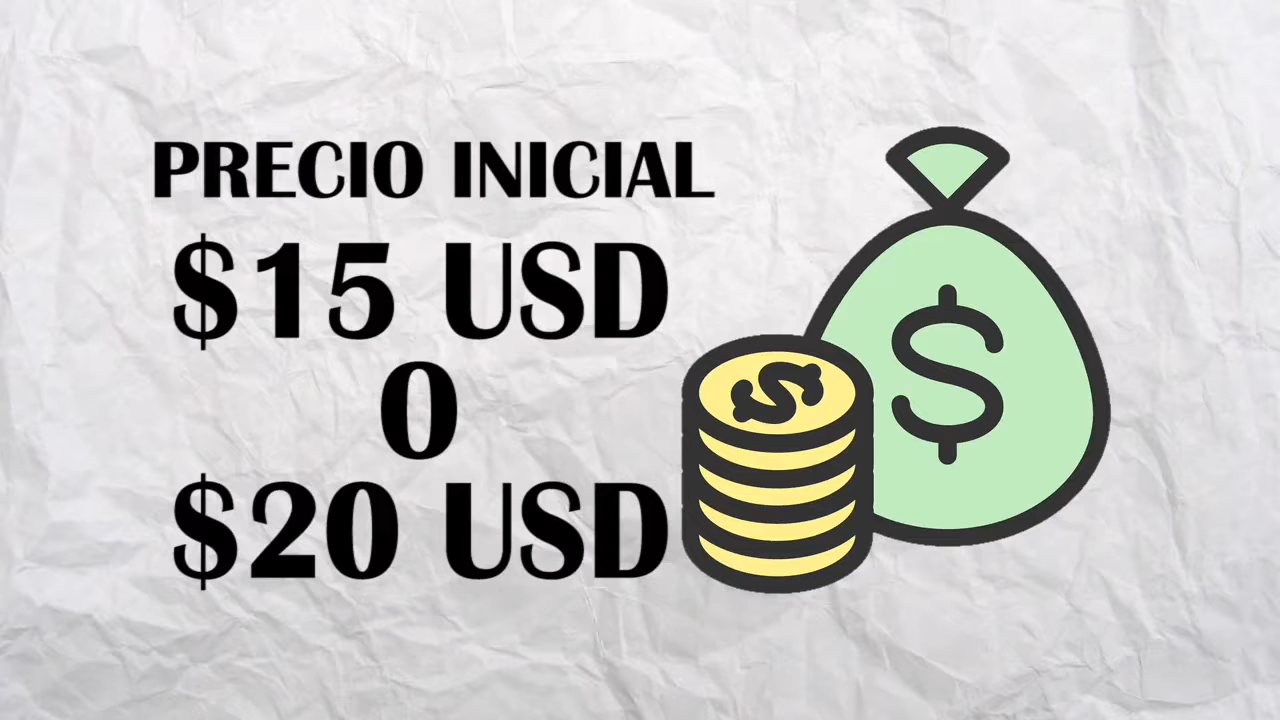 PRECIO INICIAL
$15 USD
O
$20 USD
$
$